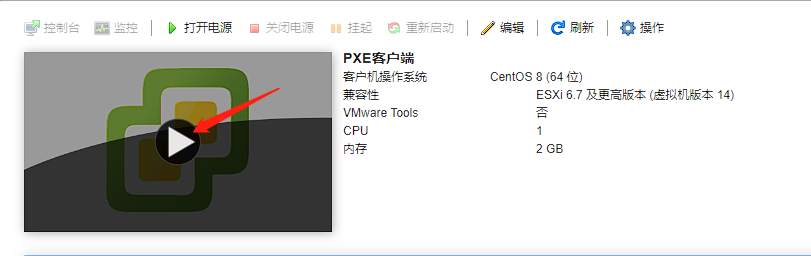 控制台 监控 打开电源 关闭电源 挂起 重新启动 编辑 刷新 操作
PXE客户端
客户机操作系统 CentOS 8 (64 位)
兼容性 ESXi 6.7 及更高版本 (虚拟机版本 14)
VMware Tools 否
CPU 1
内存 2 GB